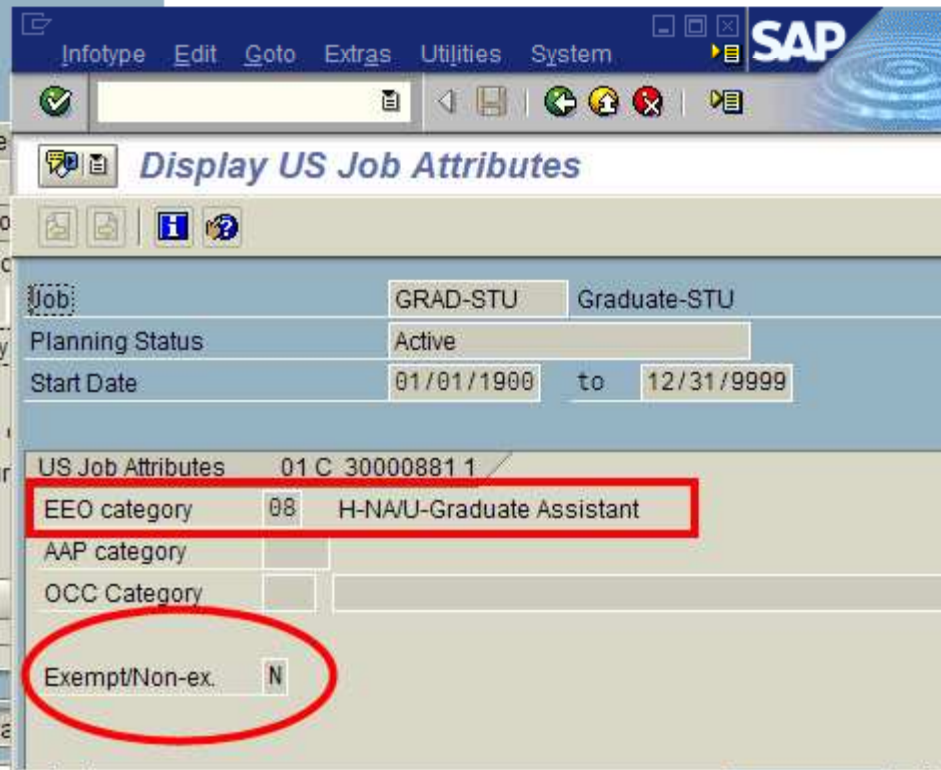 Infotype Edit Goto Extras Utilities System
SAP
Display US Job Attributes
Job GRAD-STU Graduate-STU
Planning Status Active
Start Date 01/01/1900 to 12/31/9999
US Job Attributes 01 C 30000881 1
EEO category 08 H-NA/U-Graduate Assistant
AAP category
OCC Category
Exempt/Non-ex. N